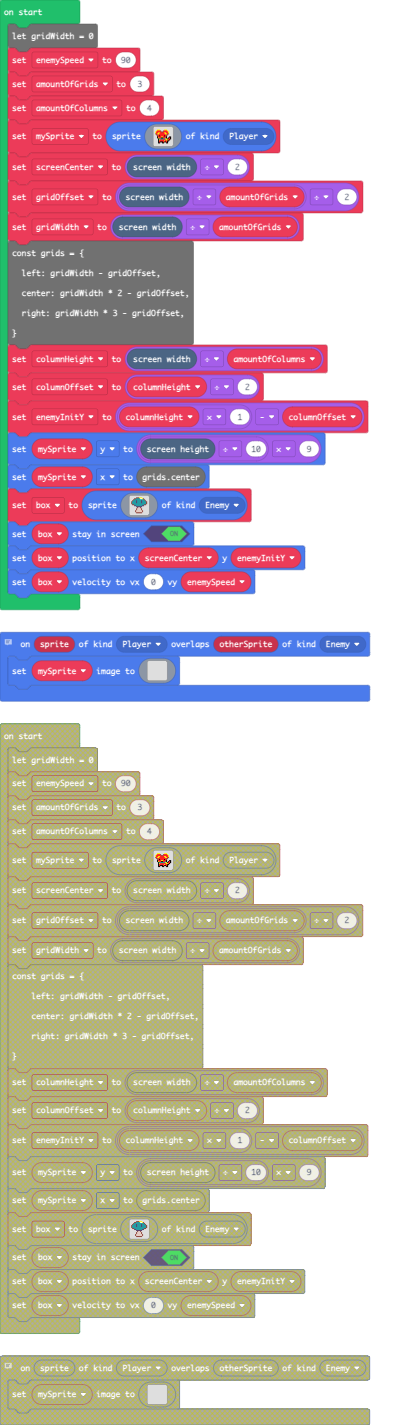 on start
let gridWidth = 0
set enemySpeed to 90
set amountOfGrids to 3
set amountOfColumns to 4
set mySprite to sprite of kind Player
set screenCenter to screen width ÷ 2
set gridOffset to screen width ÷ amountOfGrids ÷ 2
set gridWidth to screen width ÷ amountOfGrids
const grids = {
left: gridWidth - gridOffset,
center: gridWidth * 2 - gridOffset,
right: gridWidth * 3 - gridOffset,
}
set columnHeight to screen width ÷ amountOfColumns
set columnOffset to columnHeight ÷ 2
set enemyInitY to columnHeight × 1 - columnOffset
set mySprite y to screen height ÷ 10 × 9
set mySprite x to grids.center
set box to sprite of kind Enemy
set box stay in screen ON
set box position to x screenCenter y enemyInitY
set box velocity to vx 0 vy enemySpeed
on sprite of kind Player overlaps otherSprite of kind Enemy
set mySprite image to
on start
let gridWidth = 0
set enemySpeed to 90
set amountOfGrids to 3
set amountOfColumns to 4
set mySprite to sprite of kind Player
set screenCenter to screen width ÷ 2
set gridOffset to screen width ÷ amountOfGrids ÷ 2
set gridWidth to screen width ÷ amountOfGrids
const grids = {
left: gridWidth - gridOffset,
center: gridWidth * 2 - gridOffset,
right: gridWidth * 3 - gridOffset,
}
set columnHeight to screen width ÷ amountOfColumns
set columnOffset to columnHeight ÷ 2
set enemyInitY to columnHeight × 1 - columnOffset
set mySprite y to screen height ÷ 10 × 9
set mySprite x to grids.center
set box to sprite of kind Enemy
set box stay in screen ON
set box position to x screenCenter y enemyInitY
set box velocity to vx 0 vy enemySpeed
on sprite of kind Player overlaps otherSprite of kind Enemy
set mySprite image to